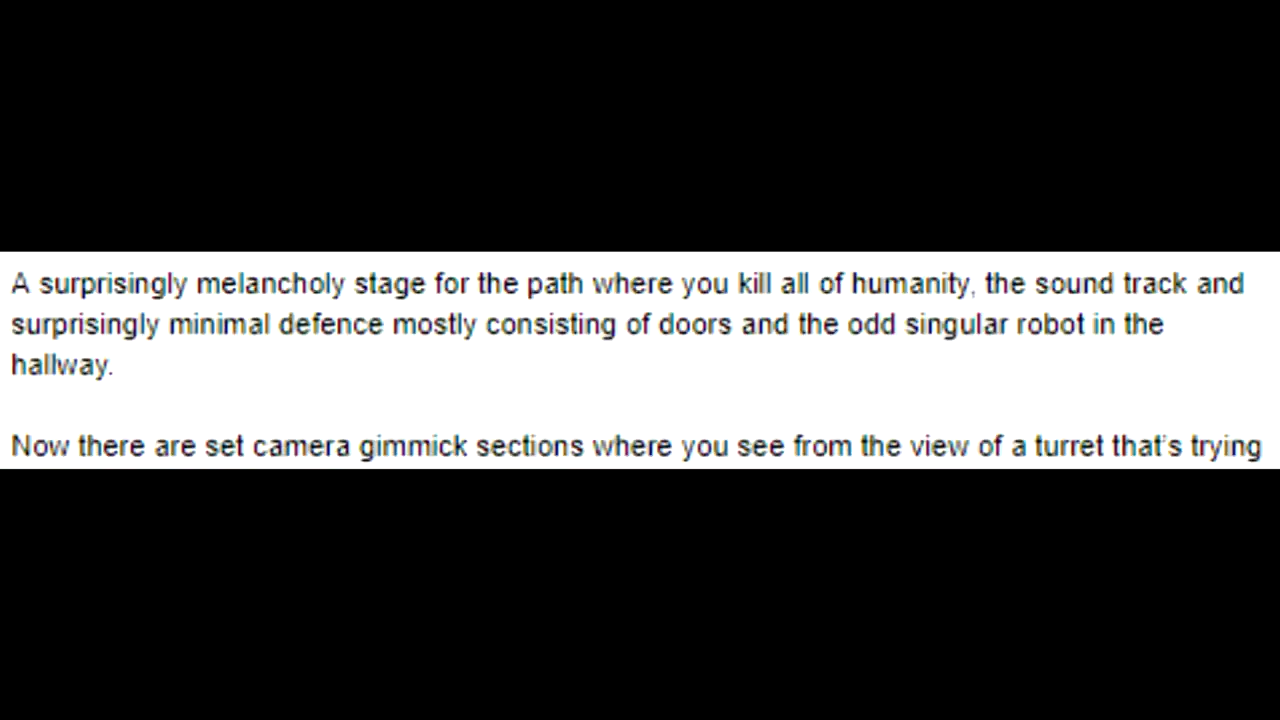 A surprisingly melancholy stage for the path where you kill all of humanity, the sound track and
surprisingly minimal defence mostly consisting of doors and the odd singular robot in the
hallway.
Now there are set camera gimmick sections where you see from the view of a turret that's trying